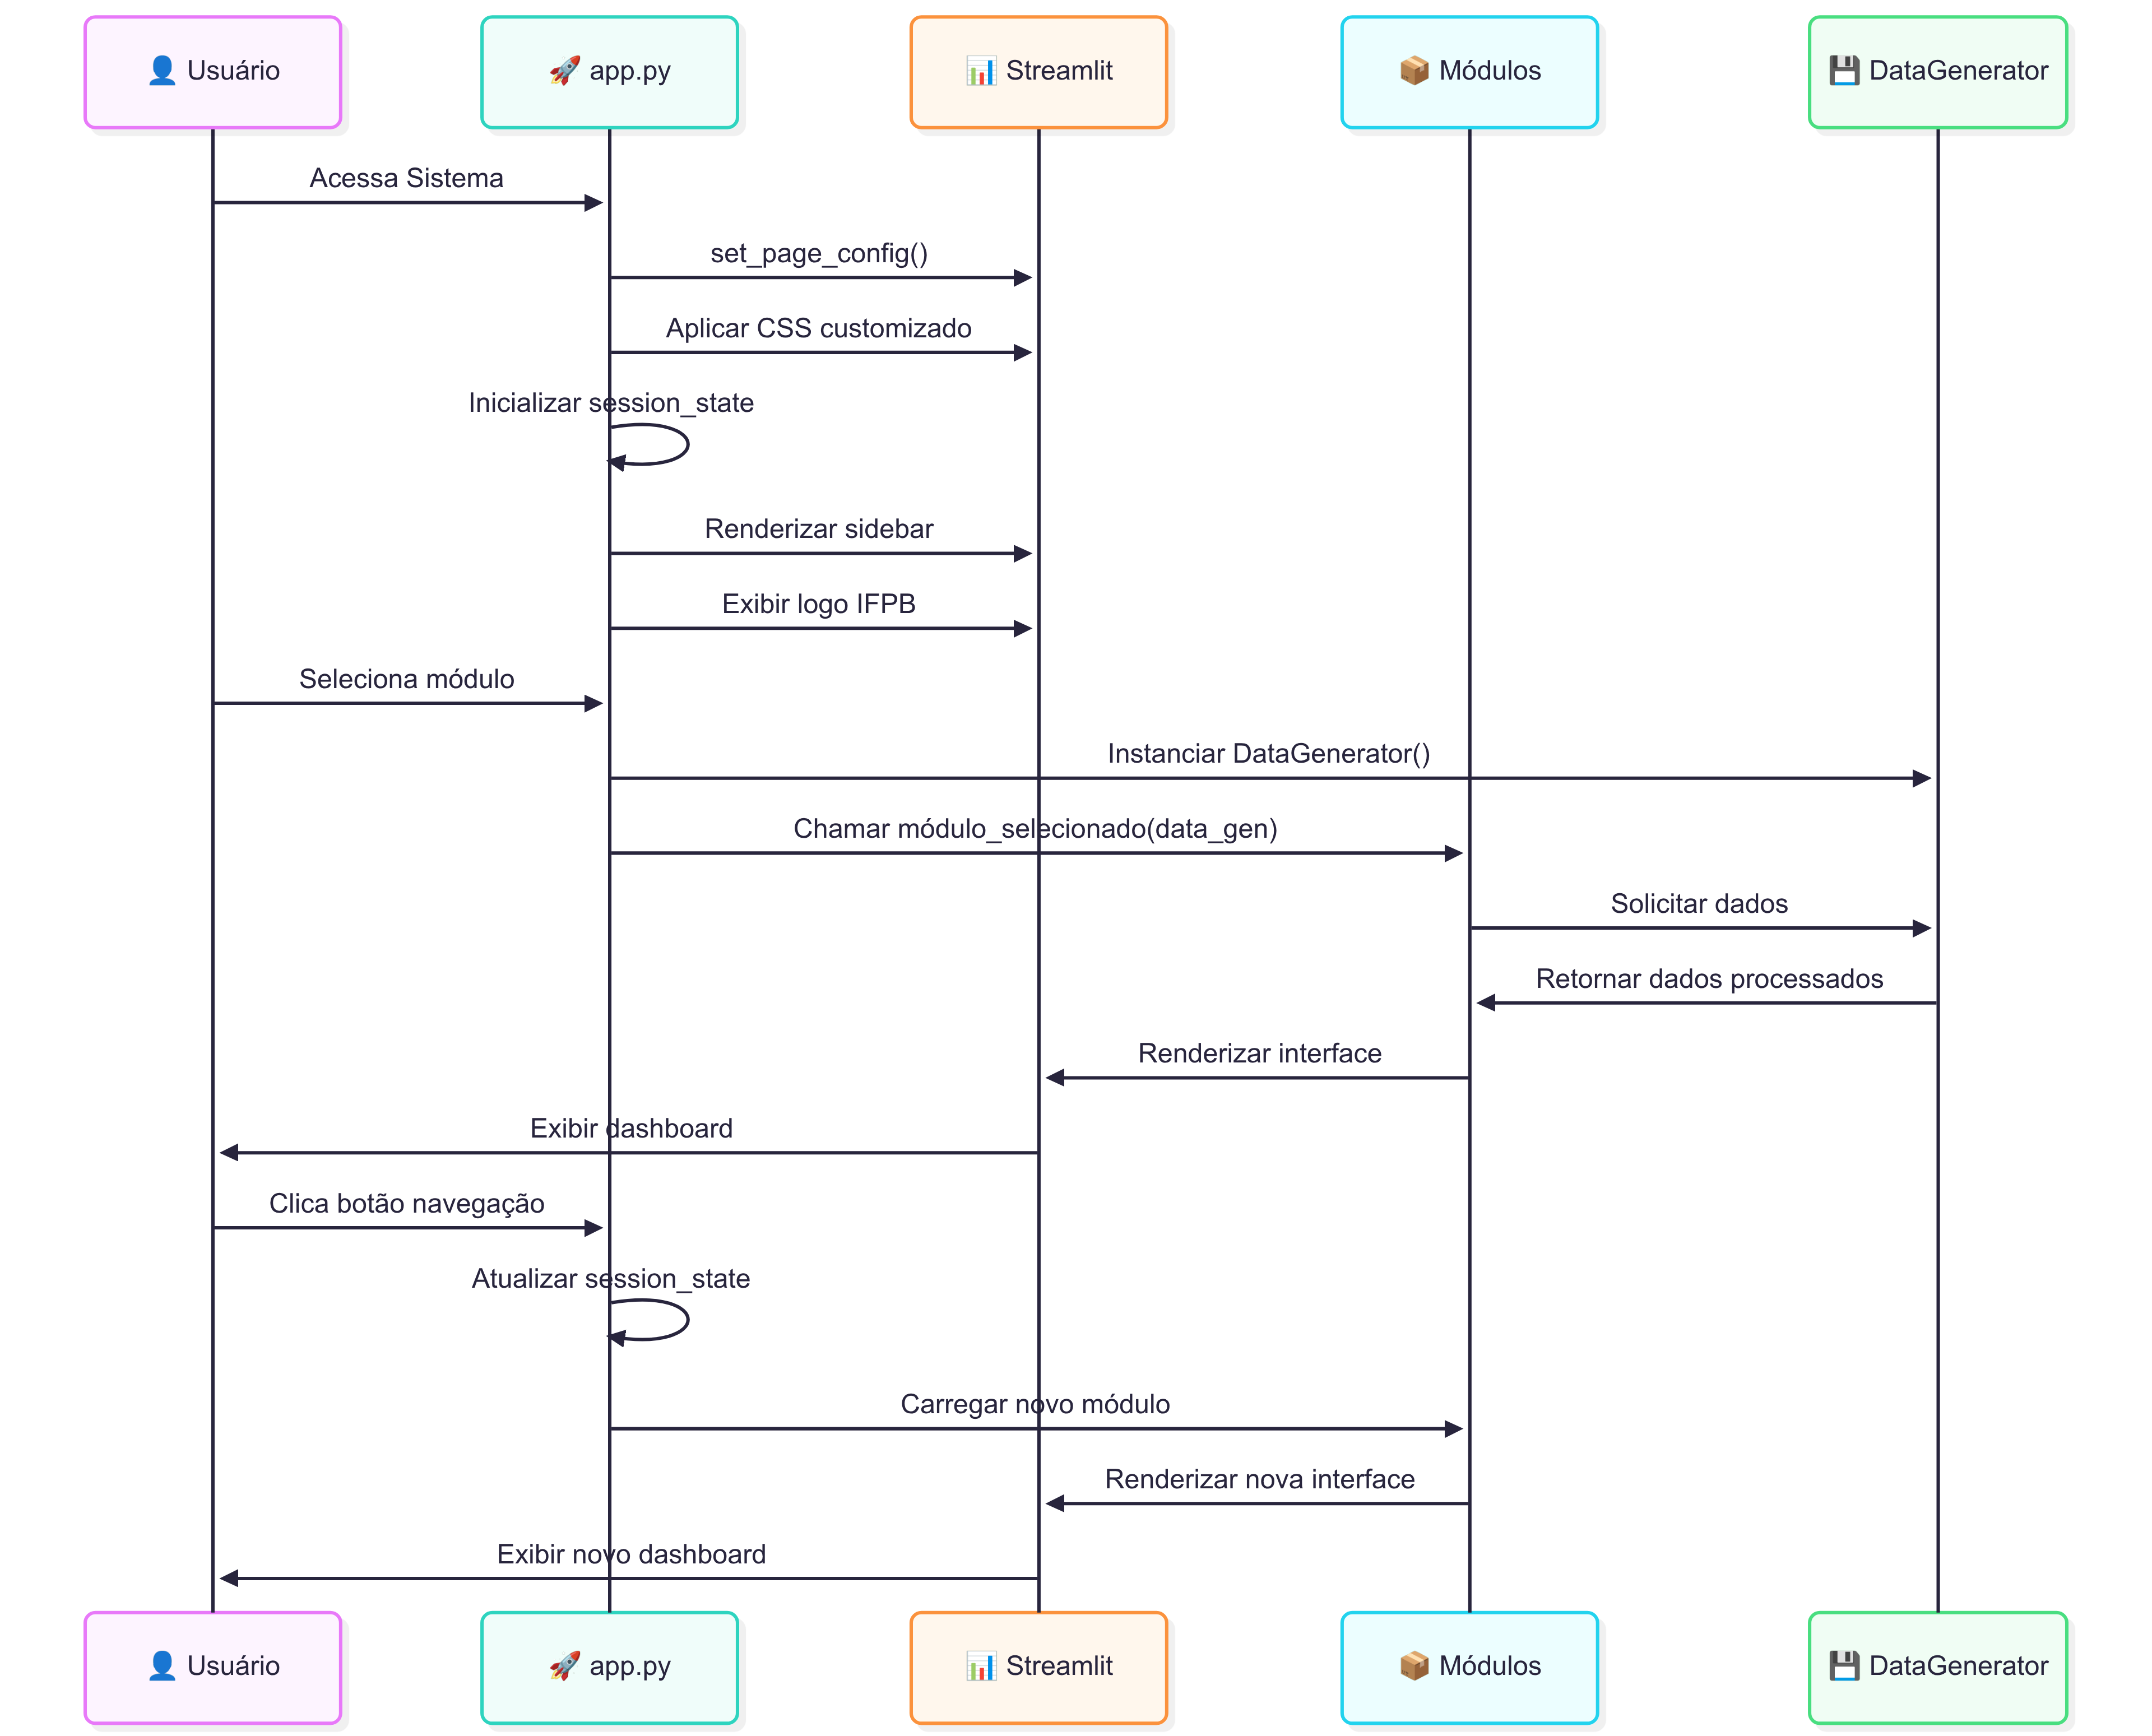 👤 Usuário
🚀 app.py
📊 Streamlit
📦 Módulos
💾 DataGenerator
Acessa Sistema
set_page_config()
Aplicar CSS customizado
Inicializar session_state
Renderizar sidebar
Exibir logo IFPB
Seleciona módulo
Instanciar DataGenerator()
Chamar módulo_selecionado(data_gen)
Solicitar dados
Retornar dados processados
Renderizar interface
Exibir dashboard
Clica botão navegação
Atualizar session_state
Carregar novo módulo
Renderizar nova interface
Exibir novo dashboard
👤 Usuário
🚀 app.py
📊 Streamlit
📦 Módulos
💾 DataGenerator